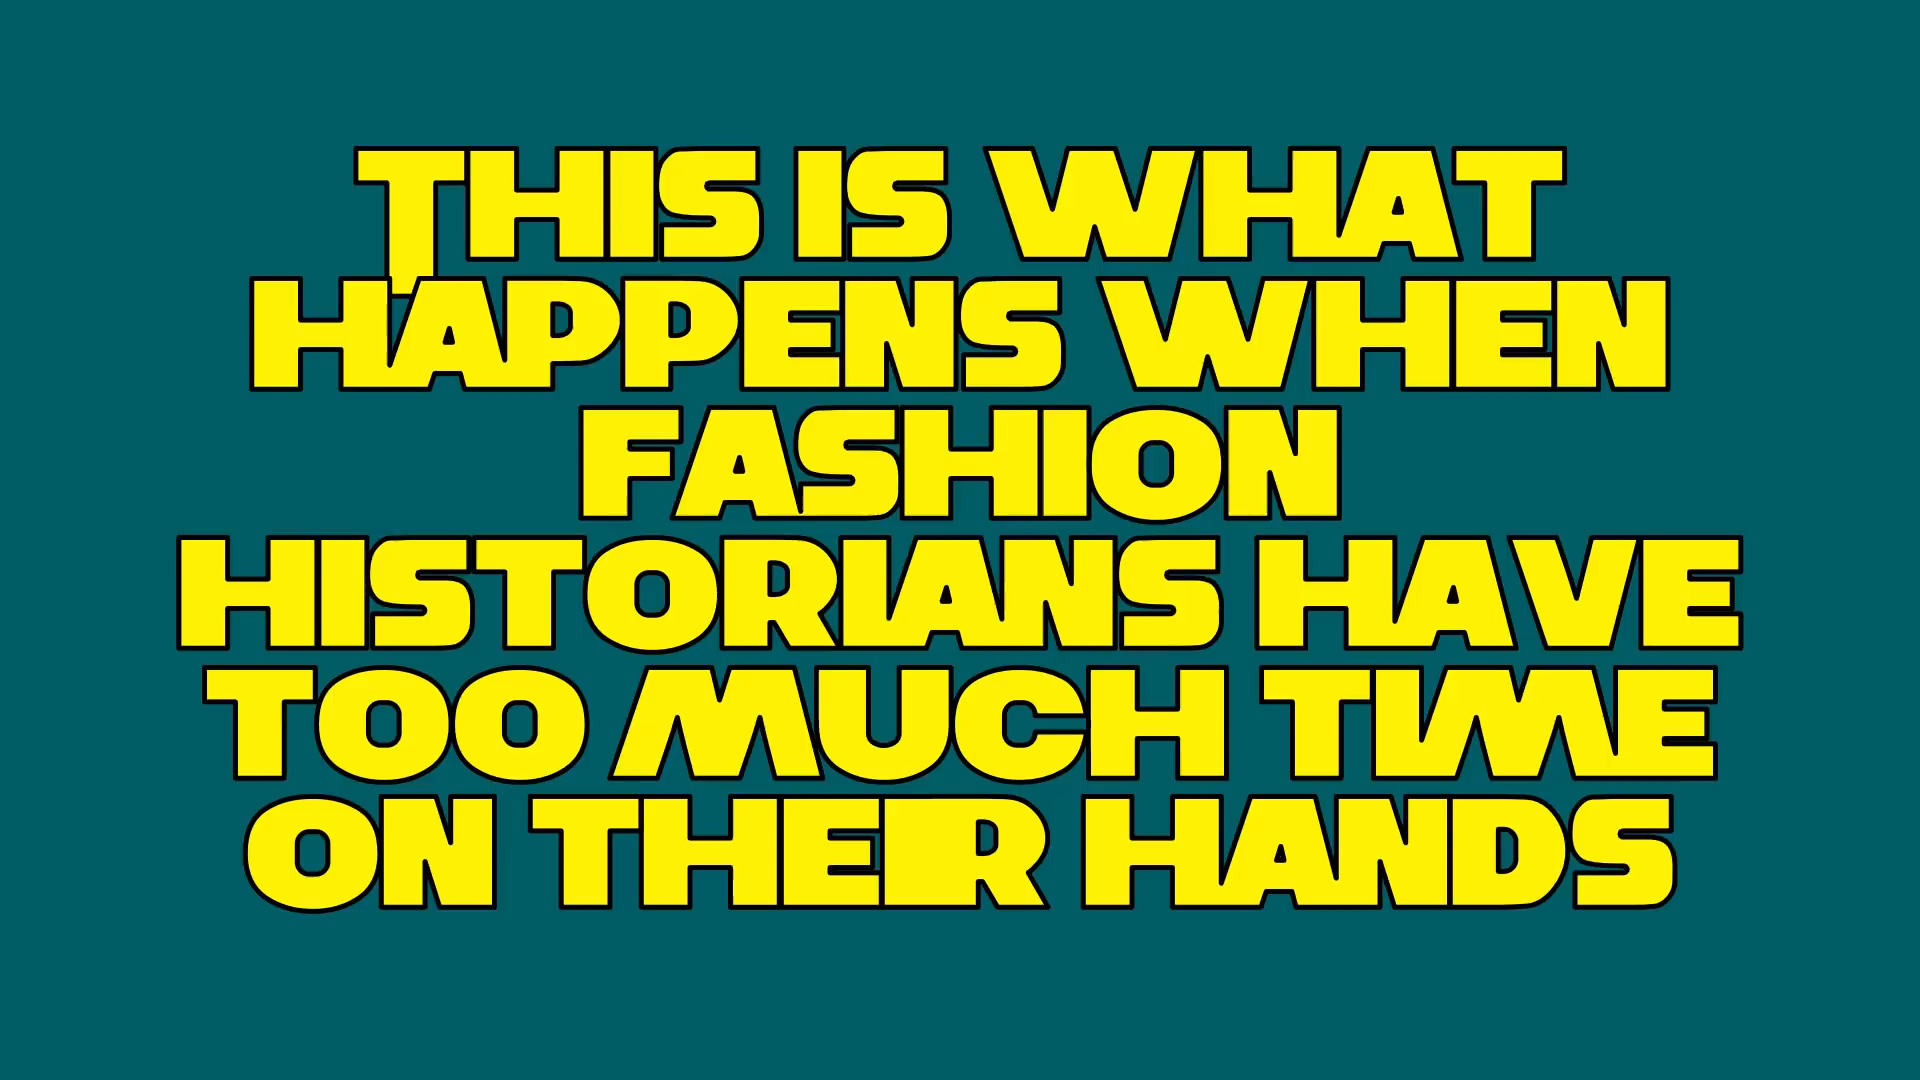 THIS IS WHAT
HAPPENS WHEN
FASHION
HISTORIANS HAVE
TOO MUCH TIME
ON THEIR HANDS